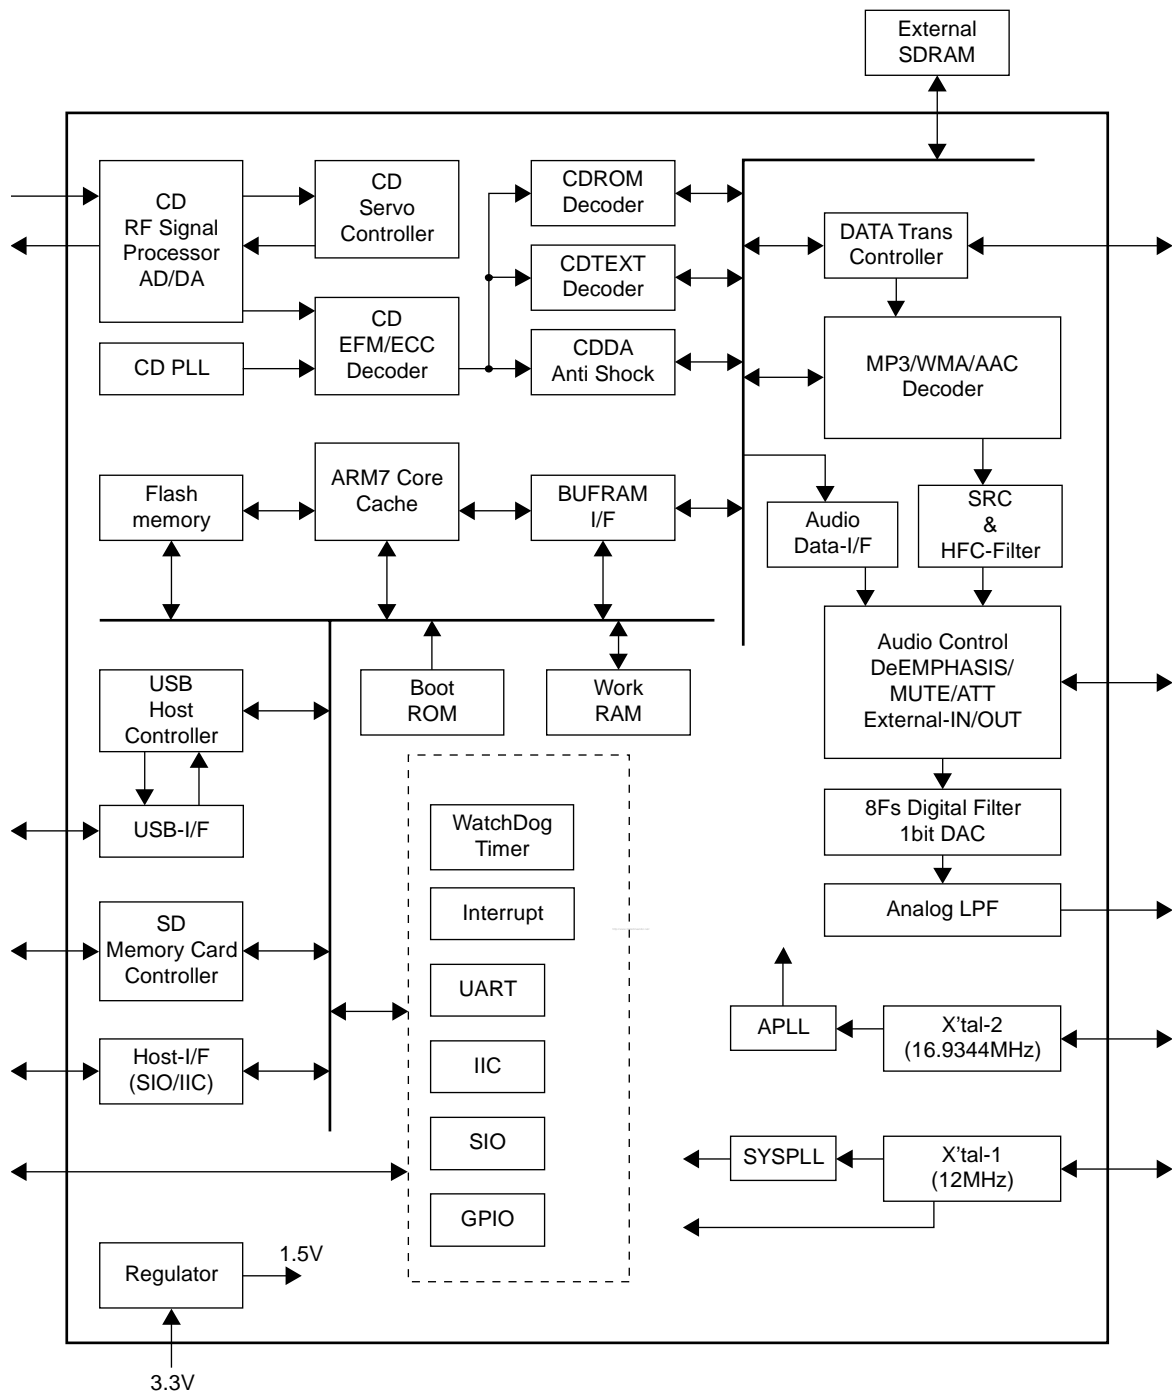 External
SDRAM
CD
RF Signal
Processor
AD/DA
CD
Servo
Controller
CDROM
Decoder
DATA Trans
Controller
CDTEXT
Decoder
CD PLL
CD
EFM/ECC
Decoder
CDDA
Anti Shock
MP3/WMA/AAC
Decoder
Flash
memory
ARM7 Core
Cache
BUFRAM
I/F
Audio
Data-I/F
SRC
&
HFC-Filter
USB
Host
Controller
Boot
ROM
Work
RAM
Audio Control
DeEMPHASIS/
MUTE/ATT
External-IN/OUT
USB-I/F
WatchDog
Timer
8Fs Digital Filter
1bit DAC
Interrupt
Analog LPF
SD
Memory Card
Controller
UART
APLL
X'tal-2
(16.9344MHz)
Host-I/F
(SIO/IIC)
IIC
SIO
SYSPLL
X'tal-1
(12MHz)
GPIO
Regulator
1.5V
3.3V